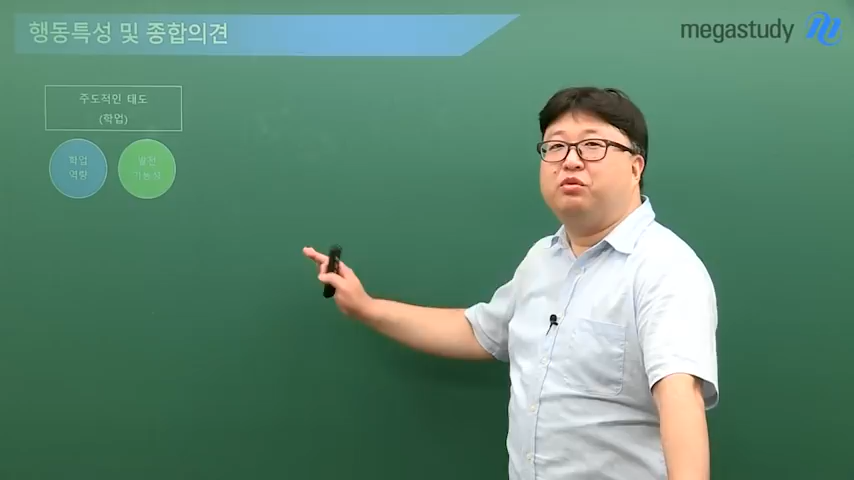 행동특성 및 종합의견
megastudy
주도적인 태도
(학업)
학업
역량
발전
가능성